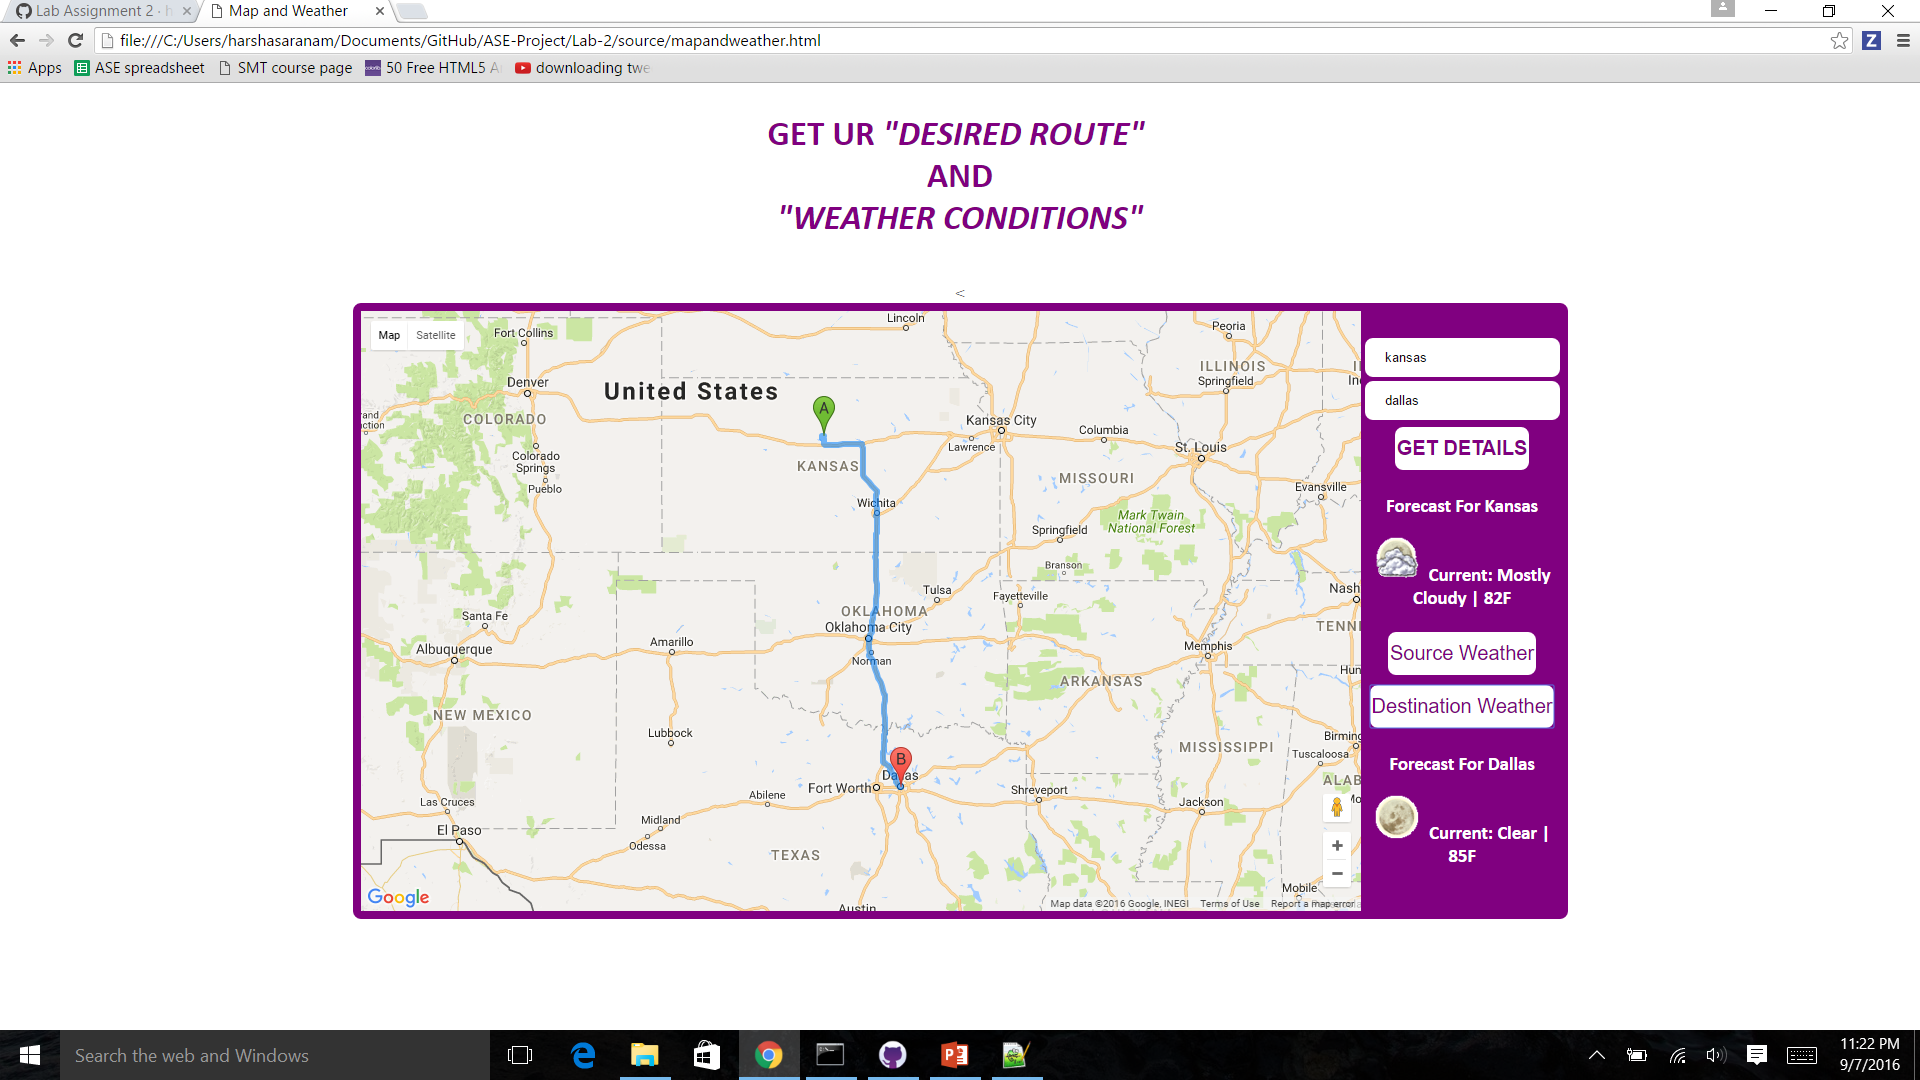 Lab Assignment 2 · h
Map and Weather
file:///C:/Users/harshasaranam/Documents/GitHub/ASE-Project/Lab-2/source/mapandweather.html
Z
Apps
ASE spreadsheet
SMT course page
50 Free HTML5 A
downloading twe
GET UR "DESIRED ROUTE"
AND
"WEATHER CONDITIONS"
<
Map
Satellite
Fort Collins
Lincoln
Peoria
ILLINOIS
Springfield
United States
Denver
COLORADO
Colorado
Springs
Pueblo
A
KANSAS
Wichita
Kansas City
Lawrence
Columbia
St. Louis
MISSOURI
Evansville
Mark Twain
National Forest
Springfield
Branson
Nash
Tulsa
Fayetteville
OKLAHOMA
Oklahoma City
Norman
TENNE
Santa Fe
Albuquerque
Amarillo
Memphis
Hun
ARKANSAS
NEW MEXICO
Lubbock
MISSISSIPPI
Birming
Tuscaloosa
ALAB
B
Dallas
Fort Worth
Abilene
Shreveport
Jackson
Las Cruces
El Paso
Midland
Odessa
TEXAS
Mobile
Austin
Google
+
−
Map data ©2016 Google, INEGI
Terms of Use
Report a map error
kansas
dallas
GET DETAILS
Forecast For Kansas
Current: Mostly
Cloudy | 82F
Source Weather
Destination Weather
Forecast For Dallas
Current: Clear |
85F
Search the web and Windows
11:22 PM
9/7/2016